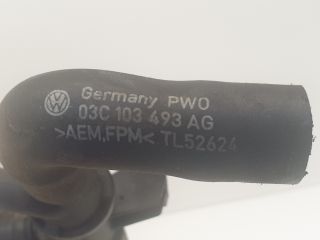 Germany PWO
03C 103 493 AG
>AEM,FPM< TL52624